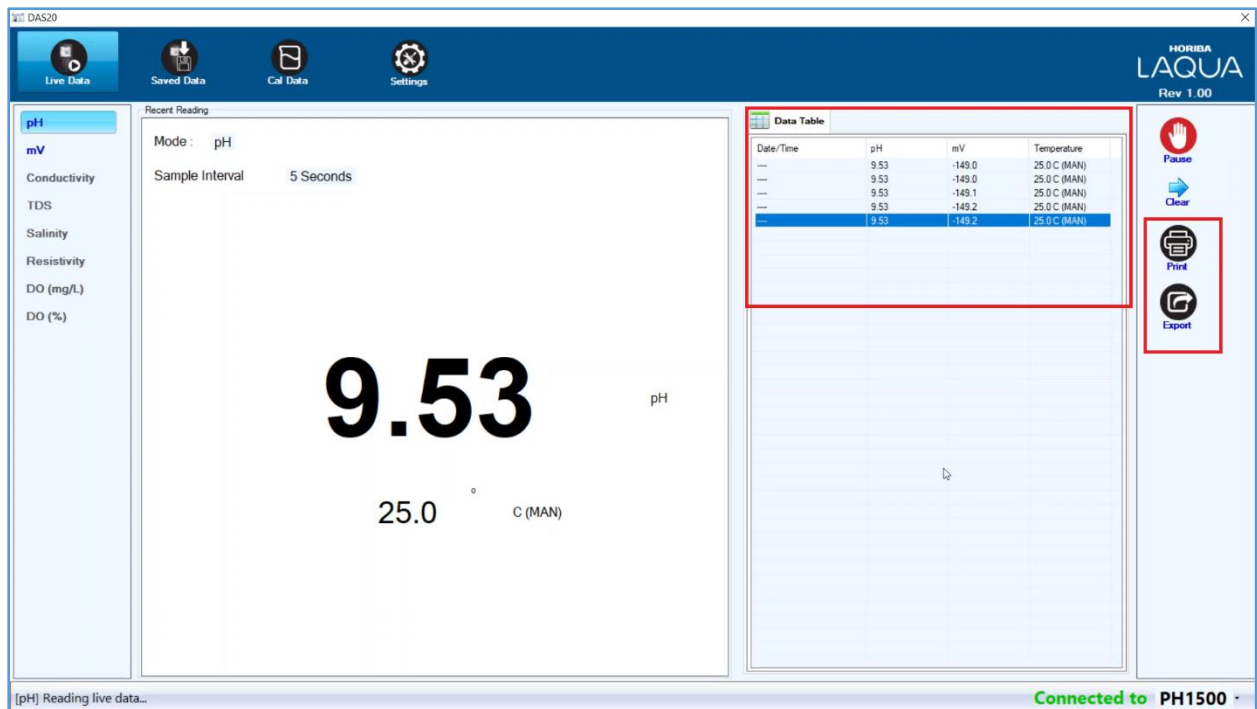 DAS20
Live Data
Saved Data
Cal Data
Settings
HORIBA
LAQUA
Rev 1.00
pH
mV
Conductivity
TDS
Salinity
Resistivity
DO (mg/L)
DO (%)
Recent Reading
Mode : pH
Sample Interval 5 Seconds
9.53 pH
25.0 ° C (MAN)
Data Table
Date/Time pH mV Temperature
---- 9.53 -149.0 25.0 C (MAN)
---- 9.53 -149.0 25.0 C (MAN)
---- 9.53 -149.1 25.0 C (MAN)
---- 9.53 -149.2 25.0 C (MAN)
---- 9.53 -149.2 25.0 C (MAN)
Pause
Clear
Print
Export
[pH] Reading live data...
Connected to PH1500